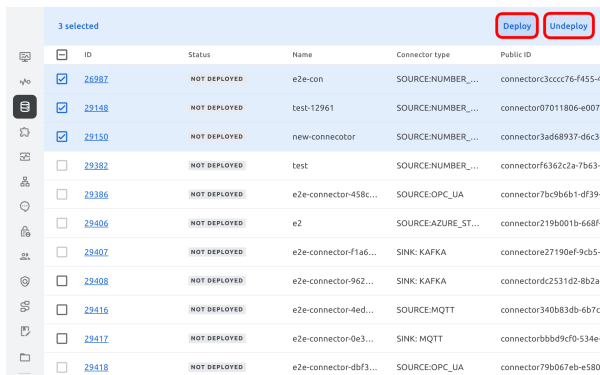 3 selected Deploy Undeploy
ID Status Name Connector type Public ID
26987 NOT DEPLOYED e2e-con SOURCE:NUMBER_... connectorc3cccc76-f455-4
29148 NOT DEPLOYED test-12961 SOURCE:NUMBER_... connector07011806-e007
29150 NOT DEPLOYED new-connecotor SOURCE:NUMBER_... connector3ad68937-d6c3
29382 NOT DEPLOYED test SOURCE:NUMBER_... connectorf6362c2a-7b63-
29386 NOT DEPLOYED e2e-connector-458c... SOURCE:OPC_UA connector7bc9b6b1-df39-
29406 NOT DEPLOYED e2 SOURCE:AZURE_ST... connector219b001b-668f-
29407 NOT DEPLOYED e2e-connector-f1a6... SINK: KAFKA connectore27190ef-9cb5-
29408 NOT DEPLOYED e2e-connector-962... SINK: KAFKA connectordc2531d2-8b2a
29416 NOT DEPLOYED e2e-connector-4ed... SOURCE:MQTT connector340b83db-6b7c
29417 NOT DEPLOYED e2e-connector-0e3... SINK: MQTT connectorbbbd9cf0-534e-
29418 NOT DEPLOYED e2e-connector-dbf3... SOURCE:OPC_UA connector79b067eb-e580